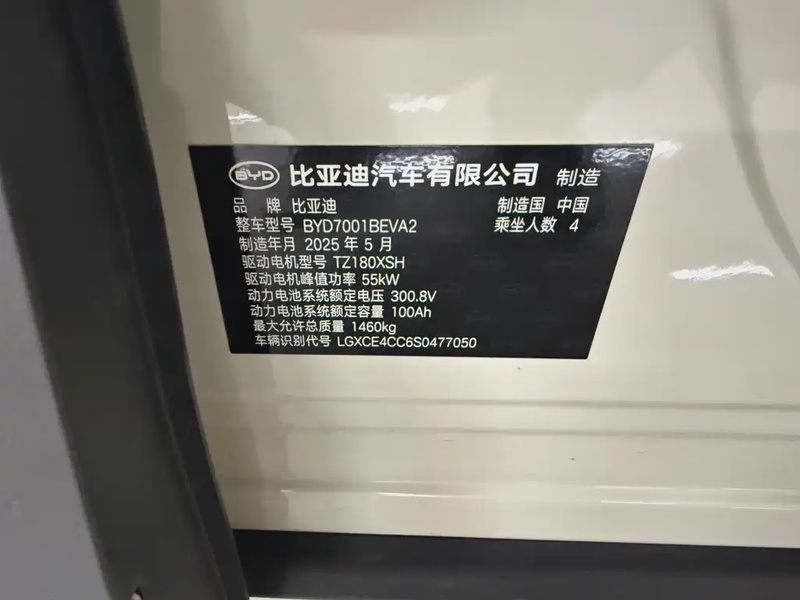 BYD 比亚迪汽车有限公司 制造
品 牌 比亚迪 制造国 中国
整车型号 BYD7001BEVA2 乘坐人数 4
制造年月 2025 年 5 月
驱动电机型号 TZ180XSH
驱动电机峰值功率 55kW
动力电池系统额定电压 300.8V
动力电池系统额定容量 100Ah
最大允许总质量 1460kg
车辆识别代号 LGXCE4CC6S0477050